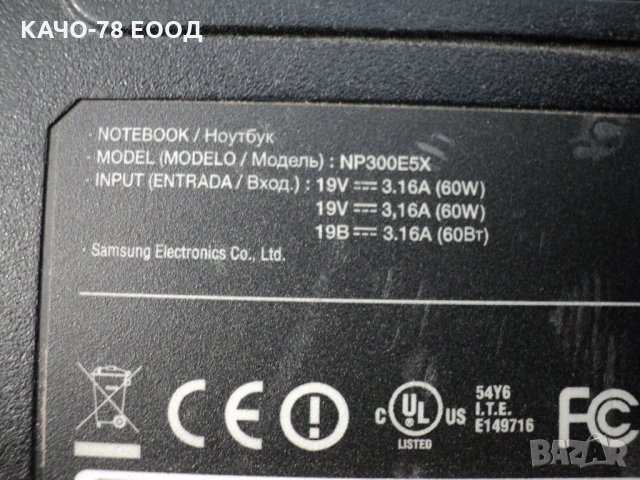 КАЧО-78 ЕООД
· NOTEBOOK / Ноутбук
· MODEL (MODELO / Модель) : NP300E5X
· INPUT (ENTRADA / Вход.) : 19V ⎓ 3.16A (60W)
19V ⎓ 3,16A (60W)
19В ⎓ 3.16A (60Вт)
· Samsung Electronics Co., Ltd.
CE
C UL US
LISTED
54Y6
I.T.E.
E149716
FC
BAZAR